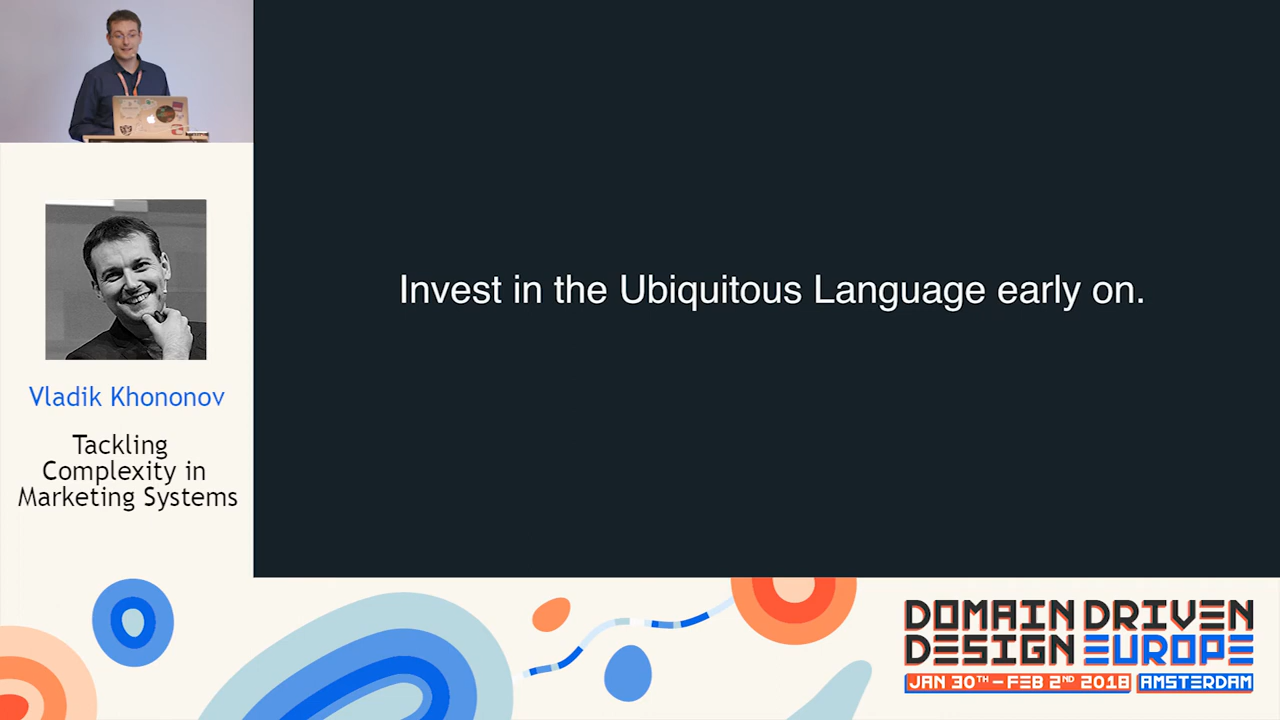 Invest in the Ubiquitous Language early on.
Vladik Khononov
Tackling
Complexity in
Marketing Systems
DOMAIN DRIVEN
DESIGN EUROPE
JAN 30TH – FEB 2ND 2018 AMSTERDAM